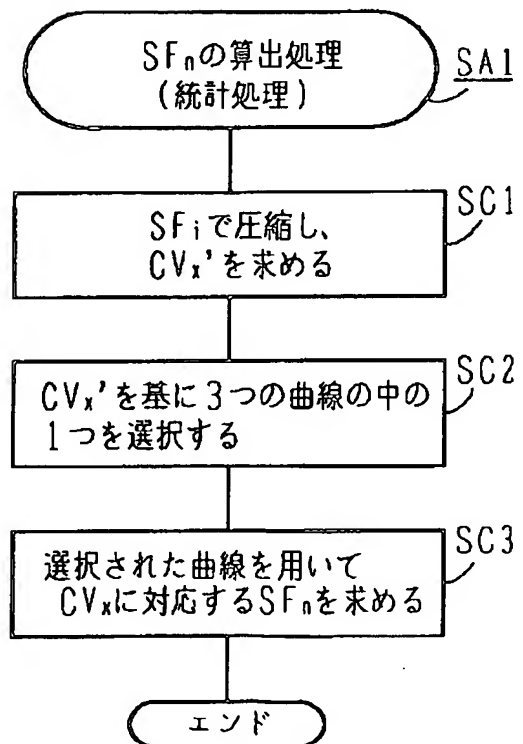 SFnの算出処理
(統計処理)
SA1
SC1
SFiで圧縮し、
CVx'を求める
SC2
CVx'を基に3つの曲線の中の
1つを選択する
SC3
選択された曲線を用いて
CVxに対応するSFnを求める
エンド